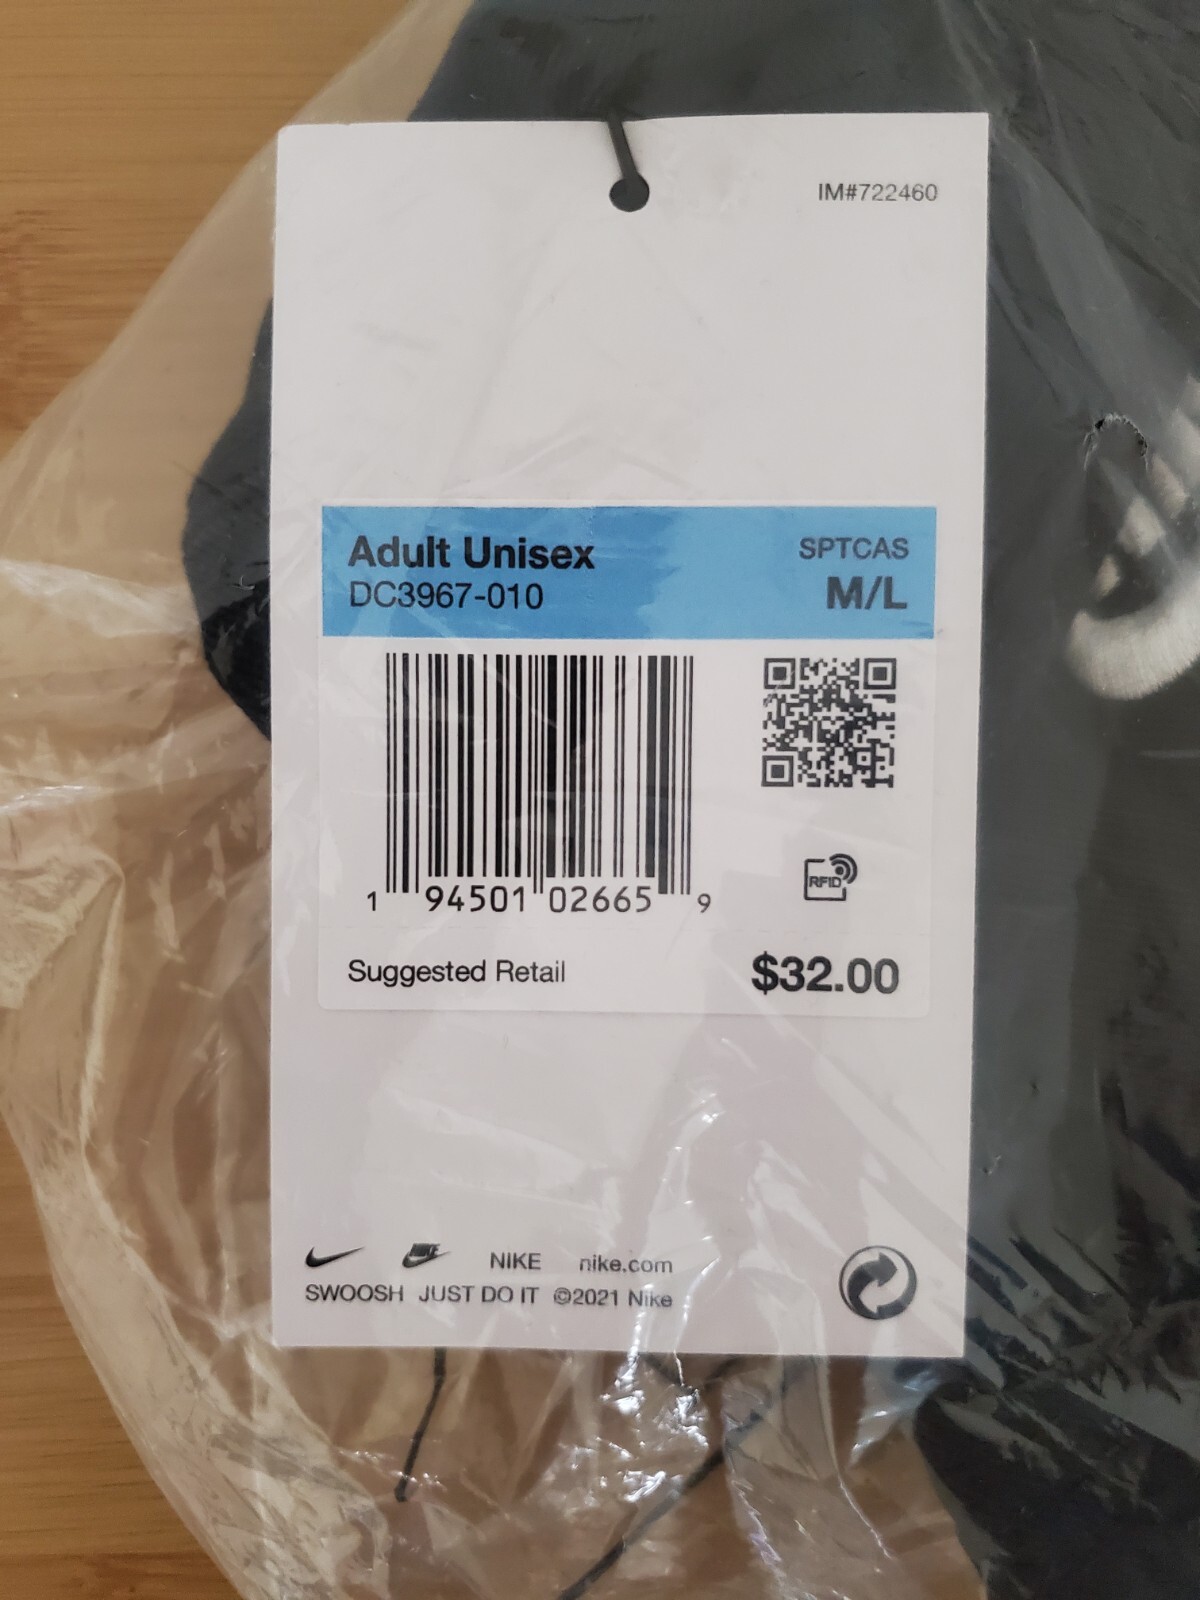 IM#722460
Adult Unisex
SPTCAS
DC3967-010
M/L
1 94501 02665 9
RFID
Suggested Retail
$32.00
NIKE NIKE nike.com
SWOOSH JUST DO IT ©2021 Nike